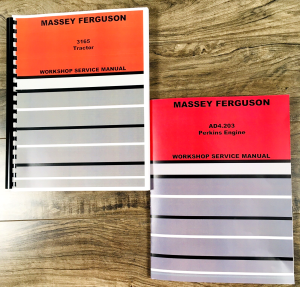 MASSEY FERGUSON
3165
Tractor
WORKSHOP SERVICE MANUAL
MASSEY FERGUSON
AD4.203
Perkins Engine
WORKSHOP SERVICE MANUAL